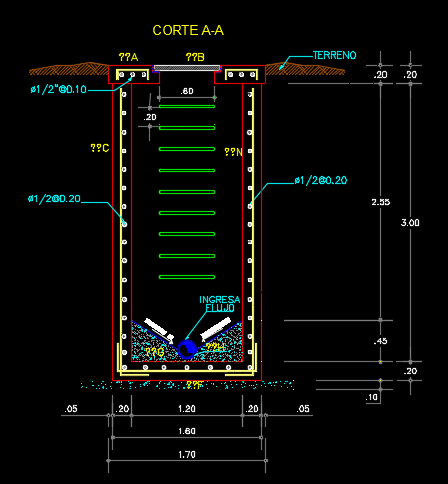 CORTE A-A
TERRENO
??A
??B
.20
.20
ø1/2"@0.10
.60
.20
??C
??N
ø1/2@0.20
ø1/2@0.20
2.55
3.00
INGRESA
FLUJO
??G
.45
.20
??F
.10
.05
.20
1.20
.20
.05
1.60
1.70